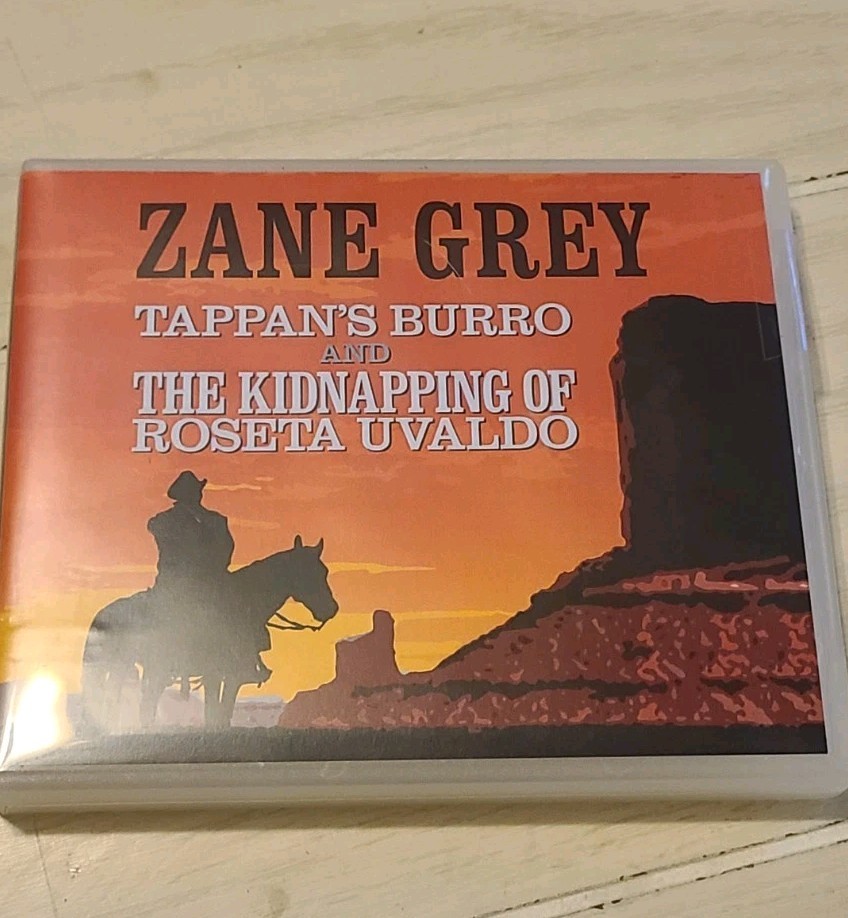 ZANE GREY
TAPPAN'S BURRO
AND
THE KIDNAPPING OF
ROSETA UVALDO